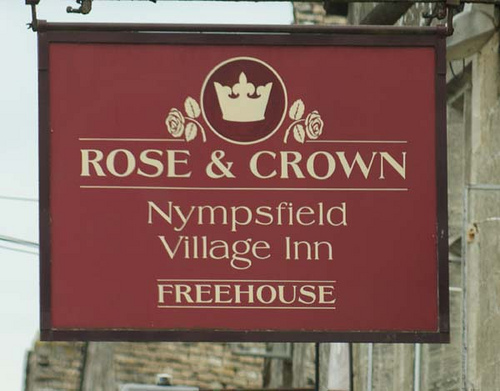 ROSE & CROWN
Nympsfield
Village Inn
FREEHOUSE